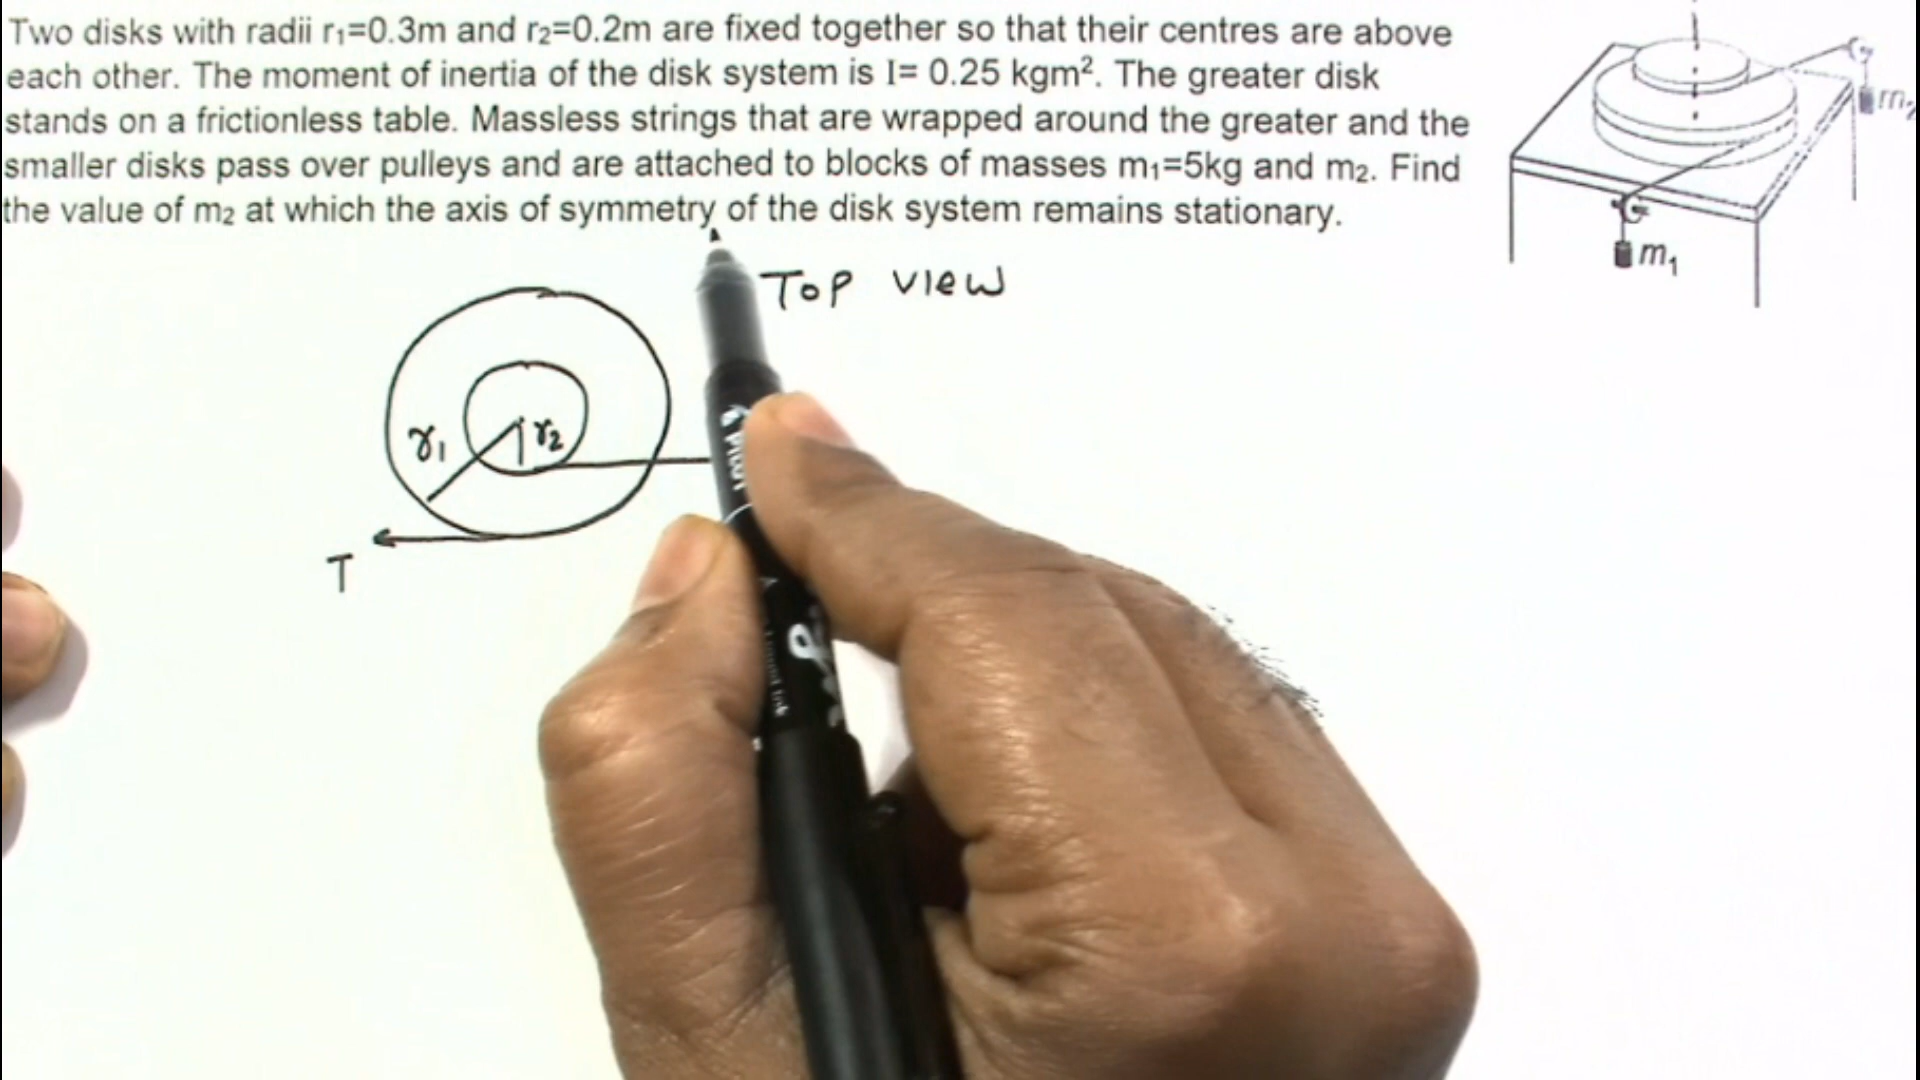 Two disks with radii r₁=0.3m and r₂=0.2m are fixed together so that their centres are above
each other. The moment of inertia of the disk system is I= 0.25 kgm². The greater disk
stands on a frictionless table. Massless strings that are wrapped around the greater and the
smaller disks pass over pulleys and are attached to blocks of masses m₁=5kg and m₂. Find
the value of m₂ at which the axis of symmetry of the disk system remains stationary.
m₂
m₁
TOP VIEW
r₁
r₂
T
PILOT